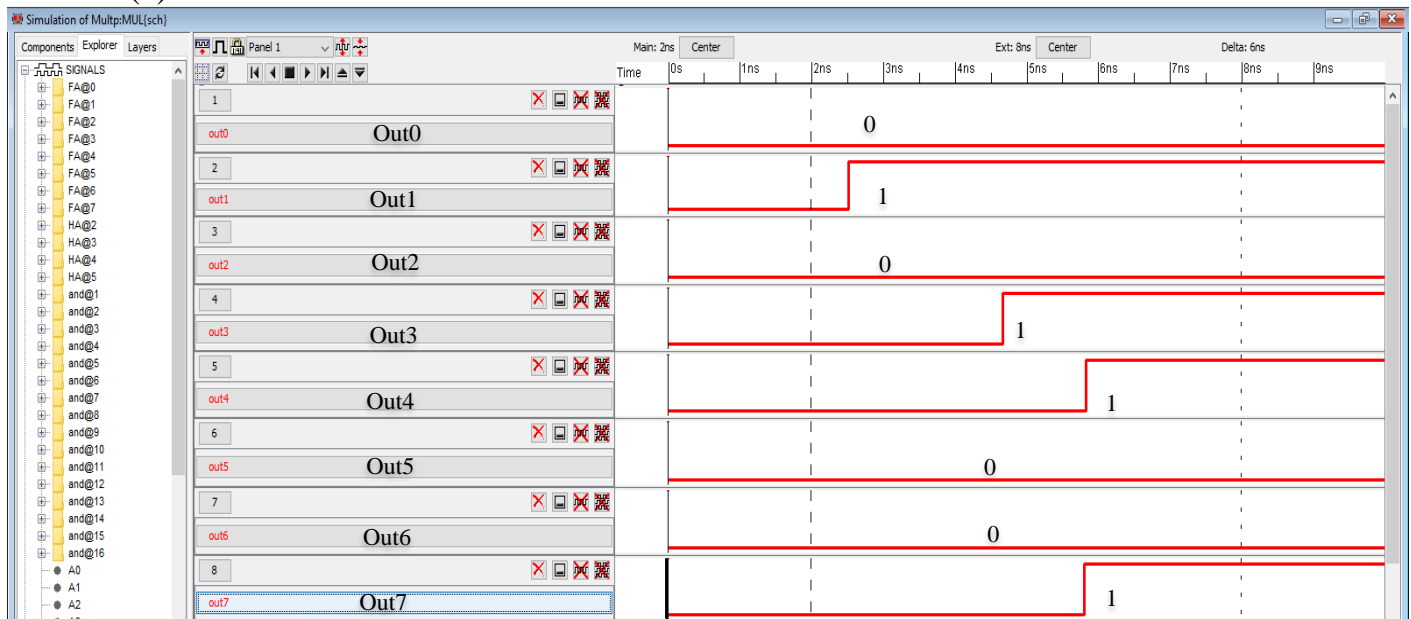 Simulation of Multp:MUL{sch}
Components Explorer Layers
Panel 1
Main: 2ns Center Ext: 8ns Center Delta: 6ns
Time 0s 1ns 2ns 3ns 4ns 5ns 6ns 7ns 8ns 9ns
SIGNALS
FA@0
FA@1
FA@2
FA@3
FA@4
FA@5
FA@6
FA@7
HA@2
HA@3
HA@4
HA@5
and@1
and@2
and@3
and@4
and@5
and@6
and@7
and@8
and@9
and@10
and@11
and@12
and@13
and@14
and@15
and@16
A0
A1
A2
1
out0 Out0 0
2
out1 Out1 1
3
out2 Out2 0
4
out3 Out3 1
5
out4 Out4 1
6
out5 Out5 0
7
out6 Out6 0
8
out7 Out7 1